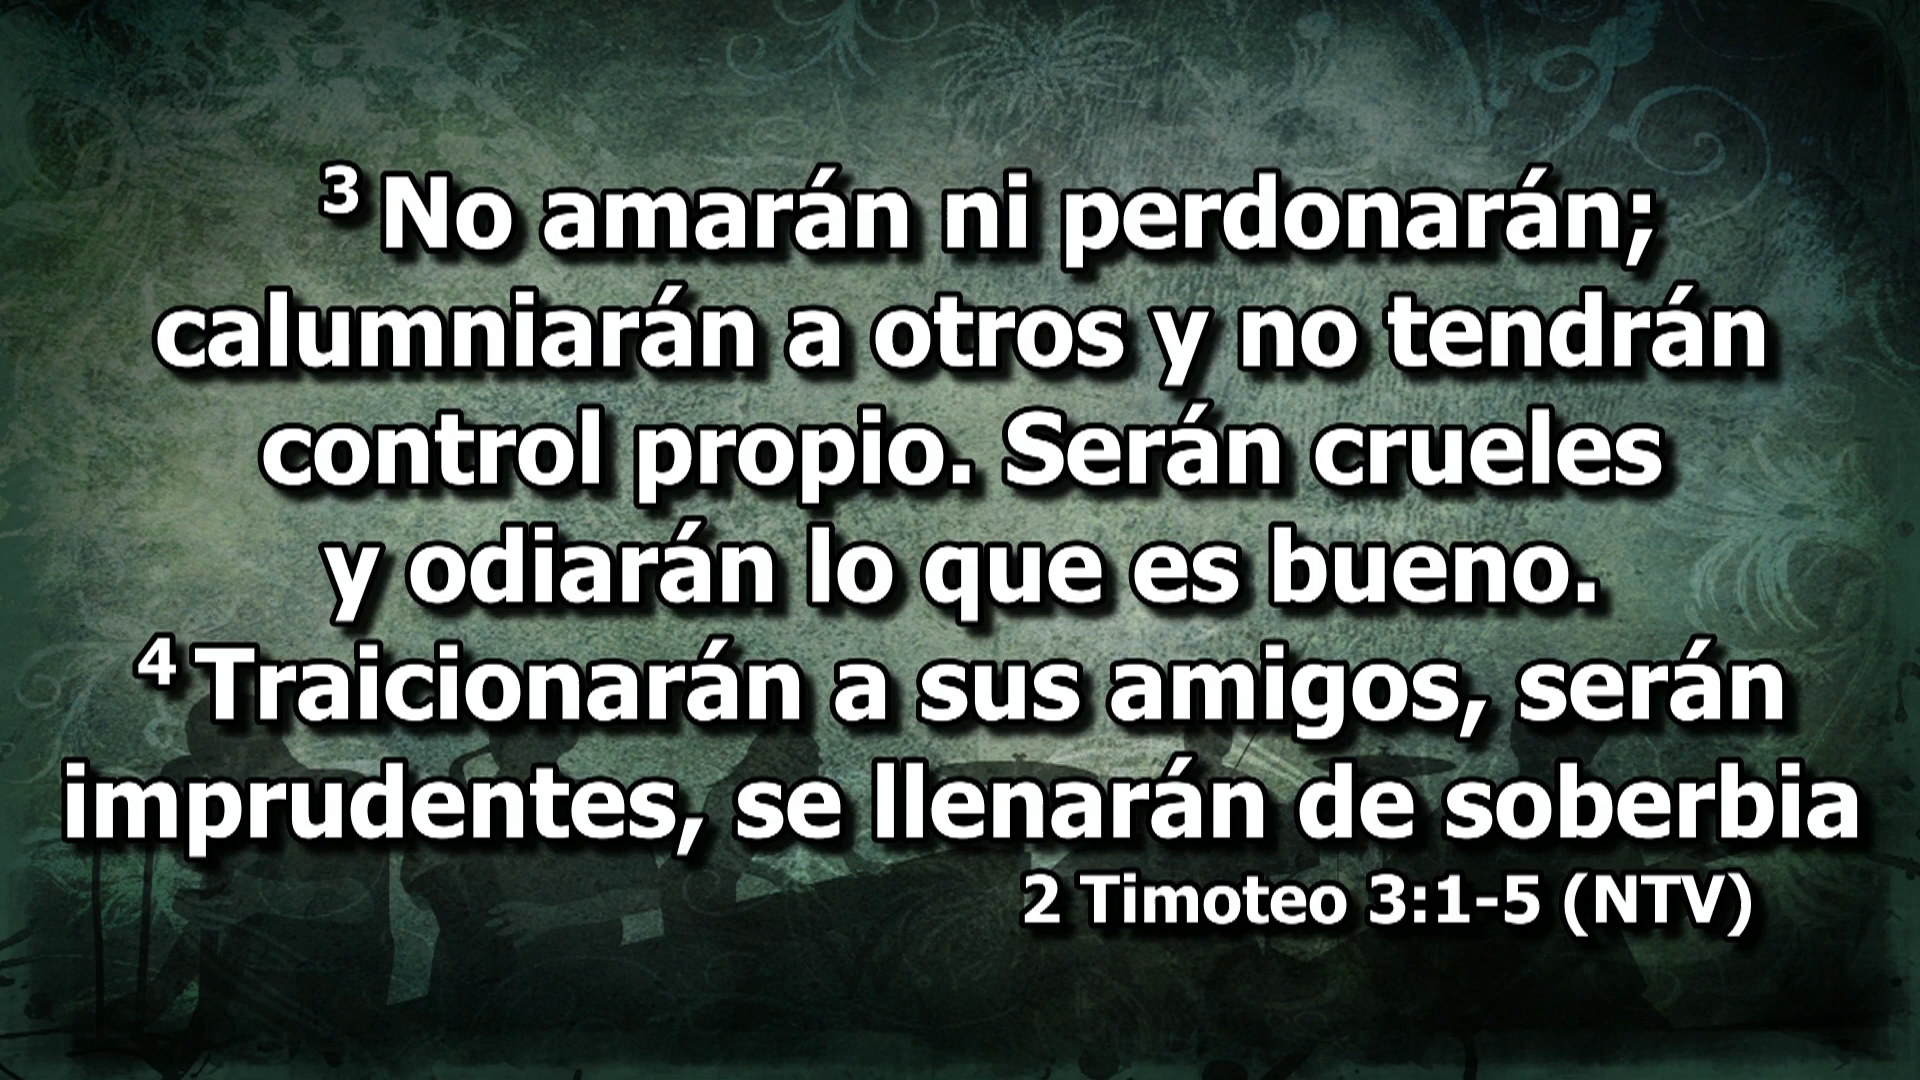 3 No amarán ni perdonarán;
calumniarán a otros y no tendrán
control propio. Serán crueles
y odiarán lo que es bueno.
4 Traicionarán a sus amigos, serán
imprudentes, se llenarán de soberbia
2 Timoteo 3:1-5 (NTV)